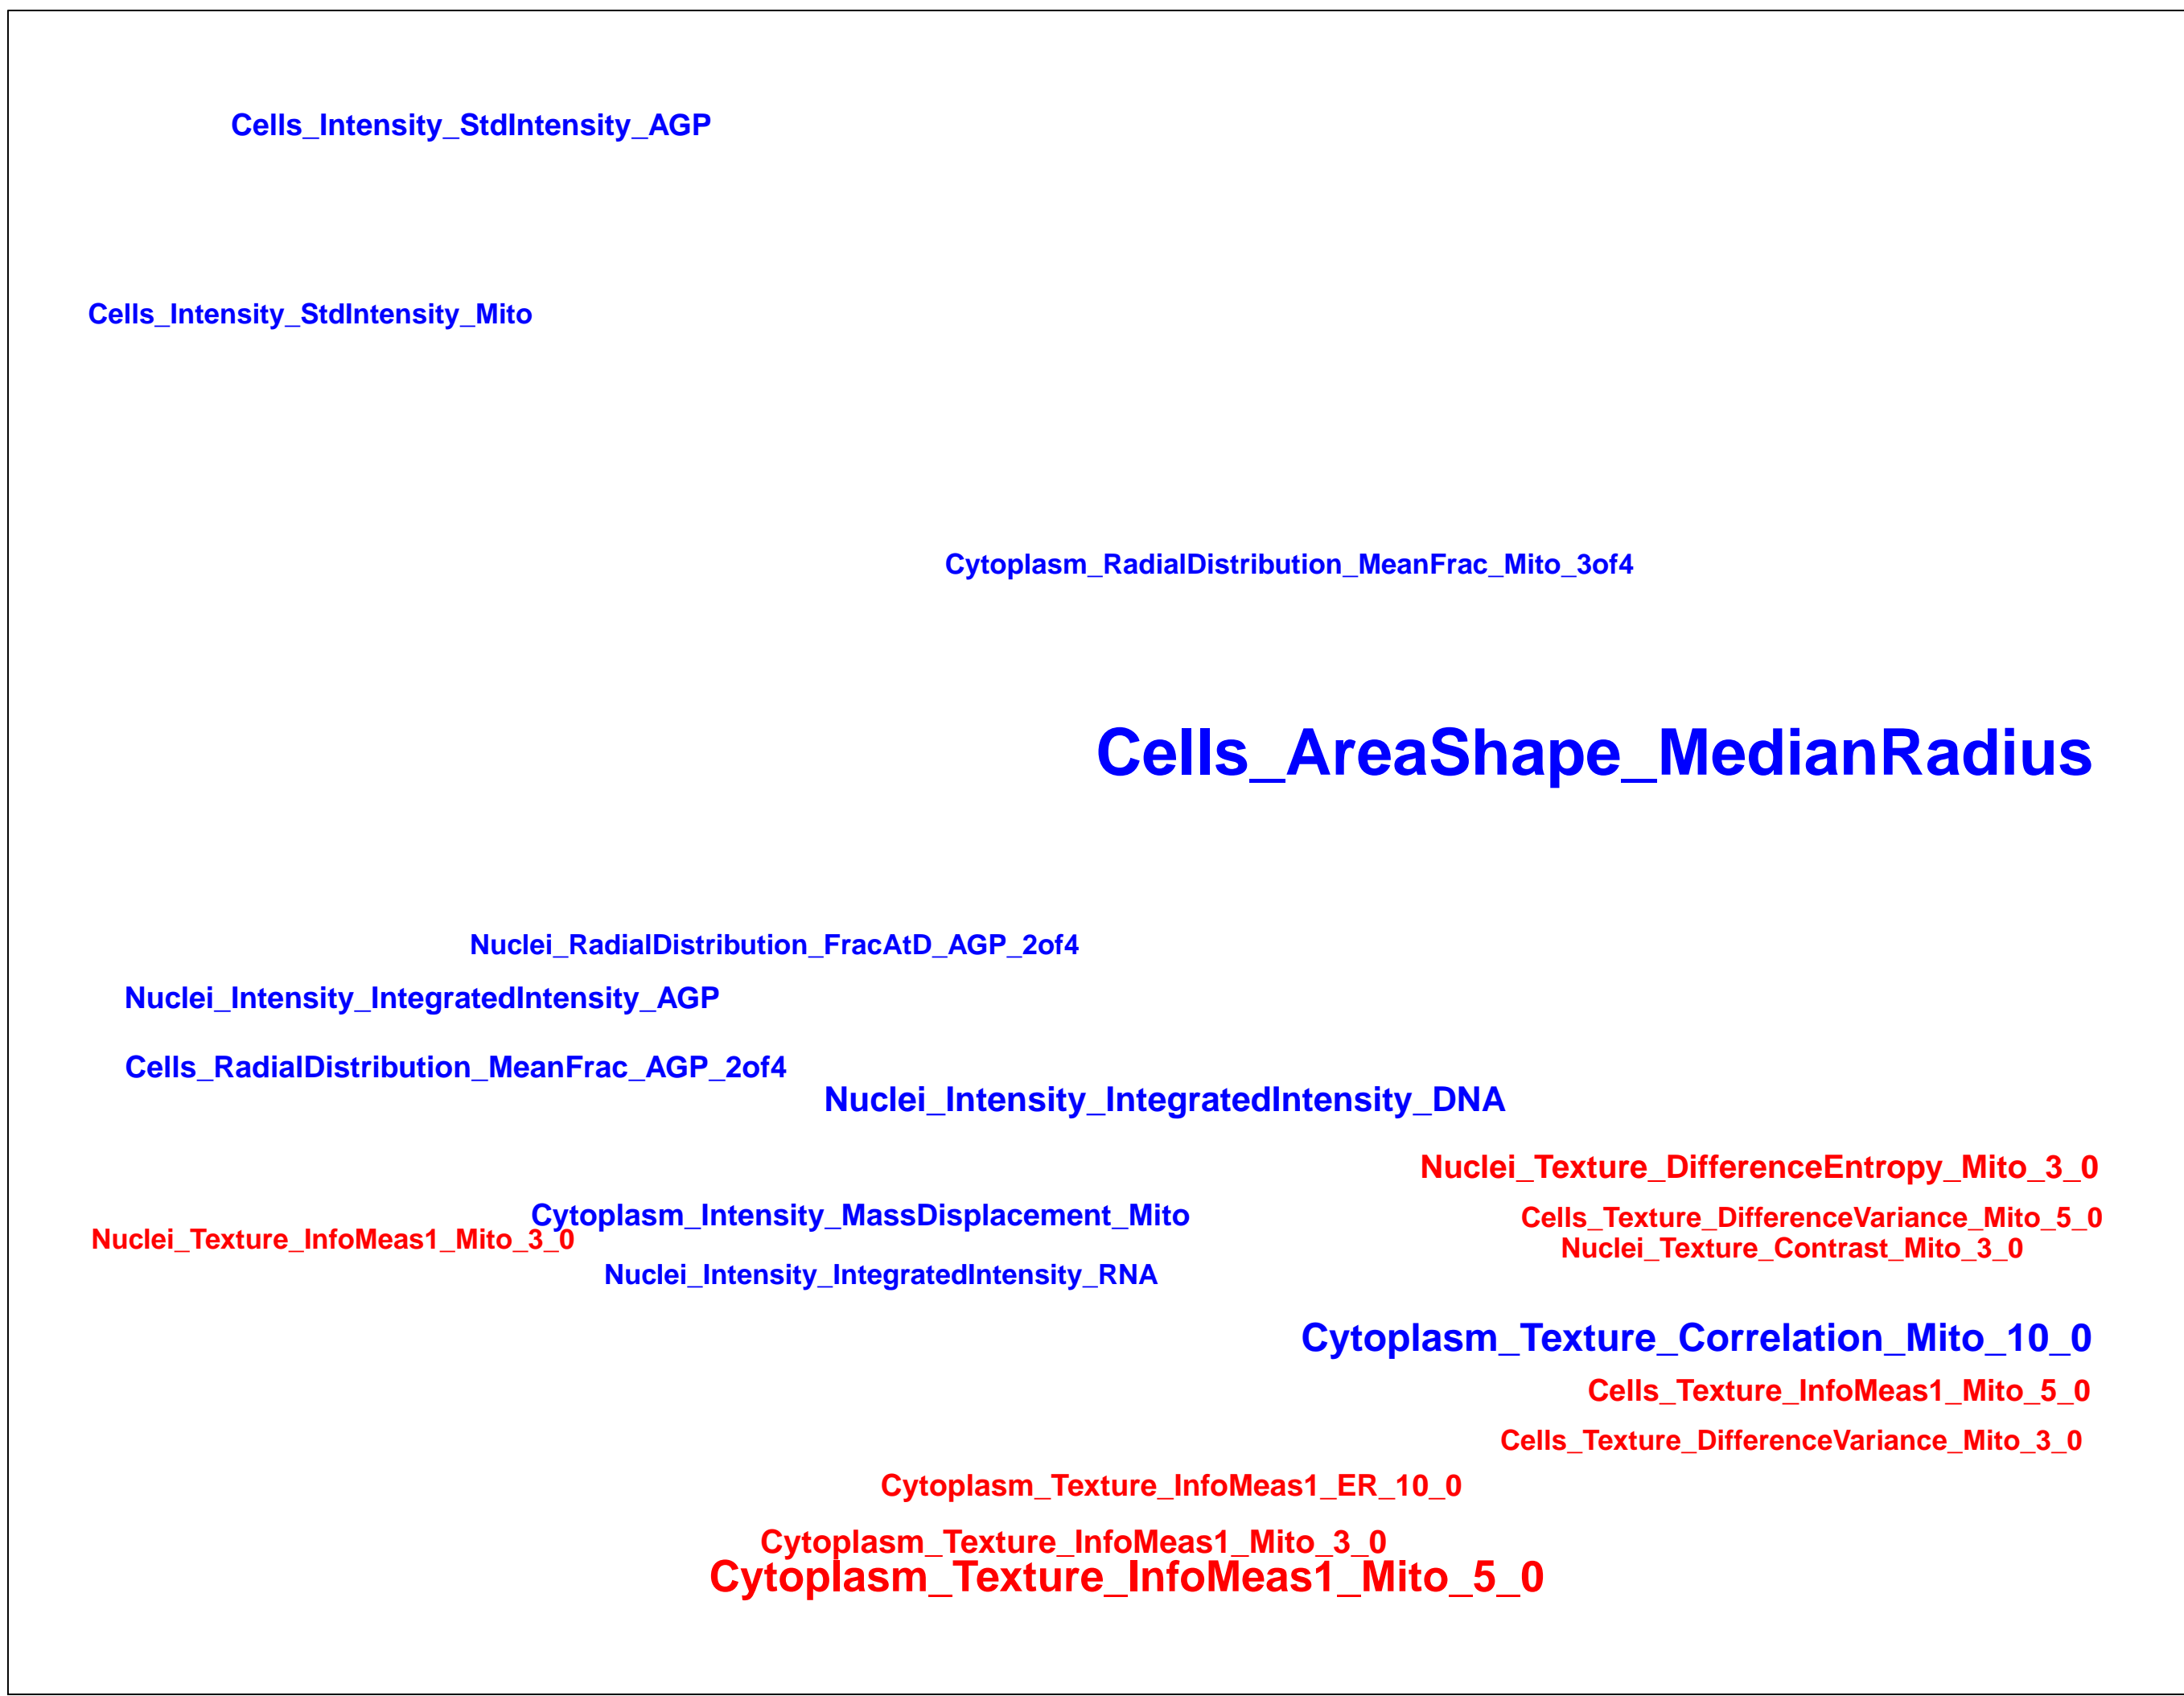 Cells_Intensity_StdIntensity_AGP
Cells_Intensity_StdIntensity_Mito
Cytoplasm_RadialDistribution_MeanFrac_Mito_3of4
Cells_AreaShape_MedianRadius
Nuclei_RadialDistribution_FracAtD_AGP_2of4
Nuclei_Intensity_IntegratedIntensity_AGP
Cells_RadialDistribution_MeanFrac_AGP_2of4
Nuclei_Intensity_IntegratedIntensity_DNA
Nuclei_Texture_DifferenceEntropy_Mito_3_0
Cytoplasm_Intensity_MassDisplacement_Mito
Cells_Texture_DifferenceVariance_Mito_5_0
Nuclei_Texture_InfoMeas1_Mito_3_0
Nuclei_Texture_Contrast_Mito_3_0
Nuclei_Intensity_IntegratedIntensity_RNA
Cytoplasm_Texture_Correlation_Mito_10_0
Cells_Texture_InfoMeas1_Mito_5_0
Cells_Texture_DifferenceVariance_Mito_3_0
Cytoplasm_Texture_InfoMeas1_ER_10_0
Cytoplasm_Texture_InfoMeas1_Mito_3_0
Cytoplasm_Texture_InfoMeas1_Mito_5_0